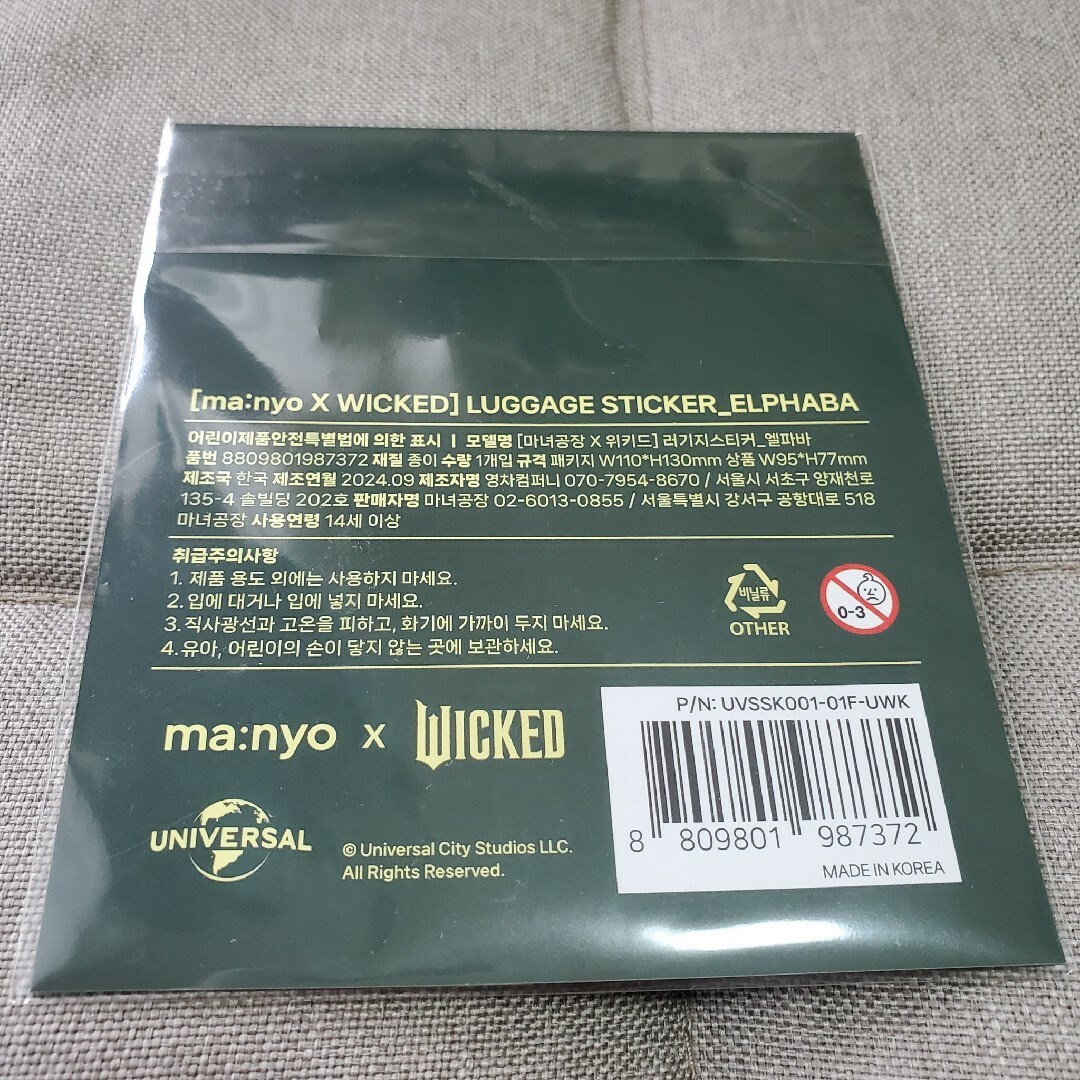 [ma:nyo X WICKED] LUGGAGE STICKER_ELPHABA
어린이제품안전특별법에 의한 표시 | 모델명 [마녀공장 X 위키드] 러기지스티커_엘파바
품번 8809801987372 재질 종이 수량 1개입 규격 패키지 W110*H130mm 상품 W95*H77mm
제조국 한국 제조연월 2024.09 제조자명 영차컴퍼니 070-7954-8670 / 서울시 서초구 양재천로
135-4 솔빌딩 202호 판매자명 마녀공장 02-6013-0855 / 서울특별시 강서구 공항대로 518
마녀공장 사용연령 14세 이상
취급주의사항
1. 제품 용도 외에는 사용하지 마세요.
2. 입에 대거나 입에 넣지 마세요.
3. 직사광선과 고온을 피하고, 화기에 가까이 두지 마세요.
4. 유아, 어린이의 손이 닿지 않는 곳에 보관하세요.
비닐류
OTHER
0-3
ma:nyo x WICKED
UNIVERSAL
© Universal City Studios LLC.
All Rights Reserved.
P/N: UVSSK001-01F-UWK
8 809801 987372
MADE IN KOREA